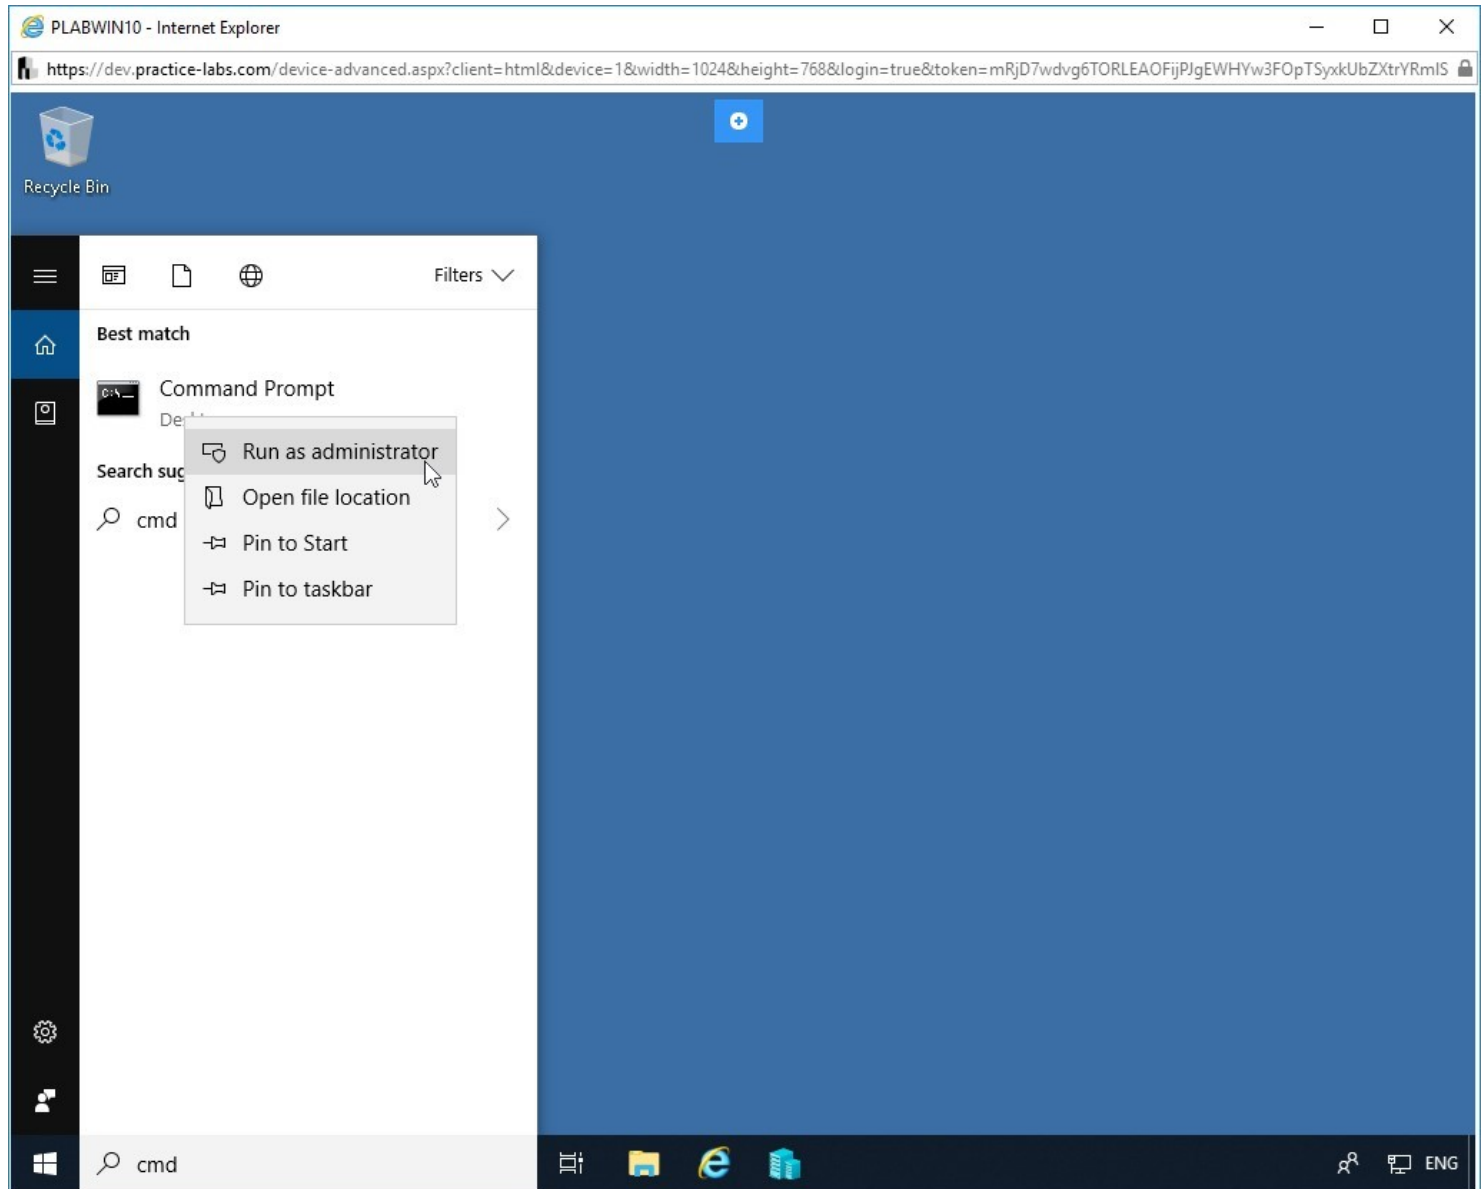 PLABWIN10 - Internet Explorer
https://dev.practice-labs.com/device-advanced.aspx?client=html&device=1&width=1024&height=768&login=true&token=mRjD7wdvg6TORLEAOFijPJgEWHYw3FOpTSyxkUbZXtrYRmIS
Recycle Bin
Filters
Best match
C:\_
Command Prompt
Run as administrator
Search sug
Open file location
cmd
Pin to Start
Pin to taskbar
cmd
ENG